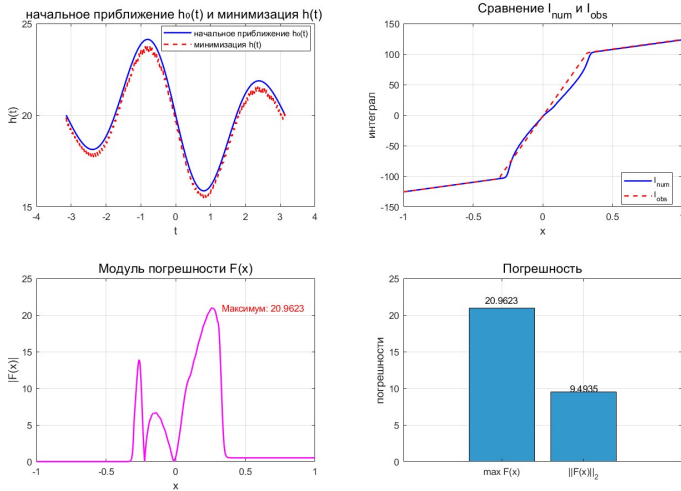 начальное приближение h₀(t) и минимизация h(t)
25
20
15
h(t)
-4 -3 -2 -1 0 1 2 3 4
t
начальное приближение h₀(t)
минимизация h(t)
Сравнение I_num и I_obs
150
100
50
0
-50
-100
-150
интеграл
-1 -0.5 0 0.5 1
x
I_num
I_obs
Модуль погрешности F(x)
25
20
15
10
5
0
|F(x)|
Максимум: 20.9623
-1 -0.5 0 0.5 1
x
Погрешность
25
20
15
10
5
0
погрешности
20.9623
9.4935
max F(x) ||F(x)||₂